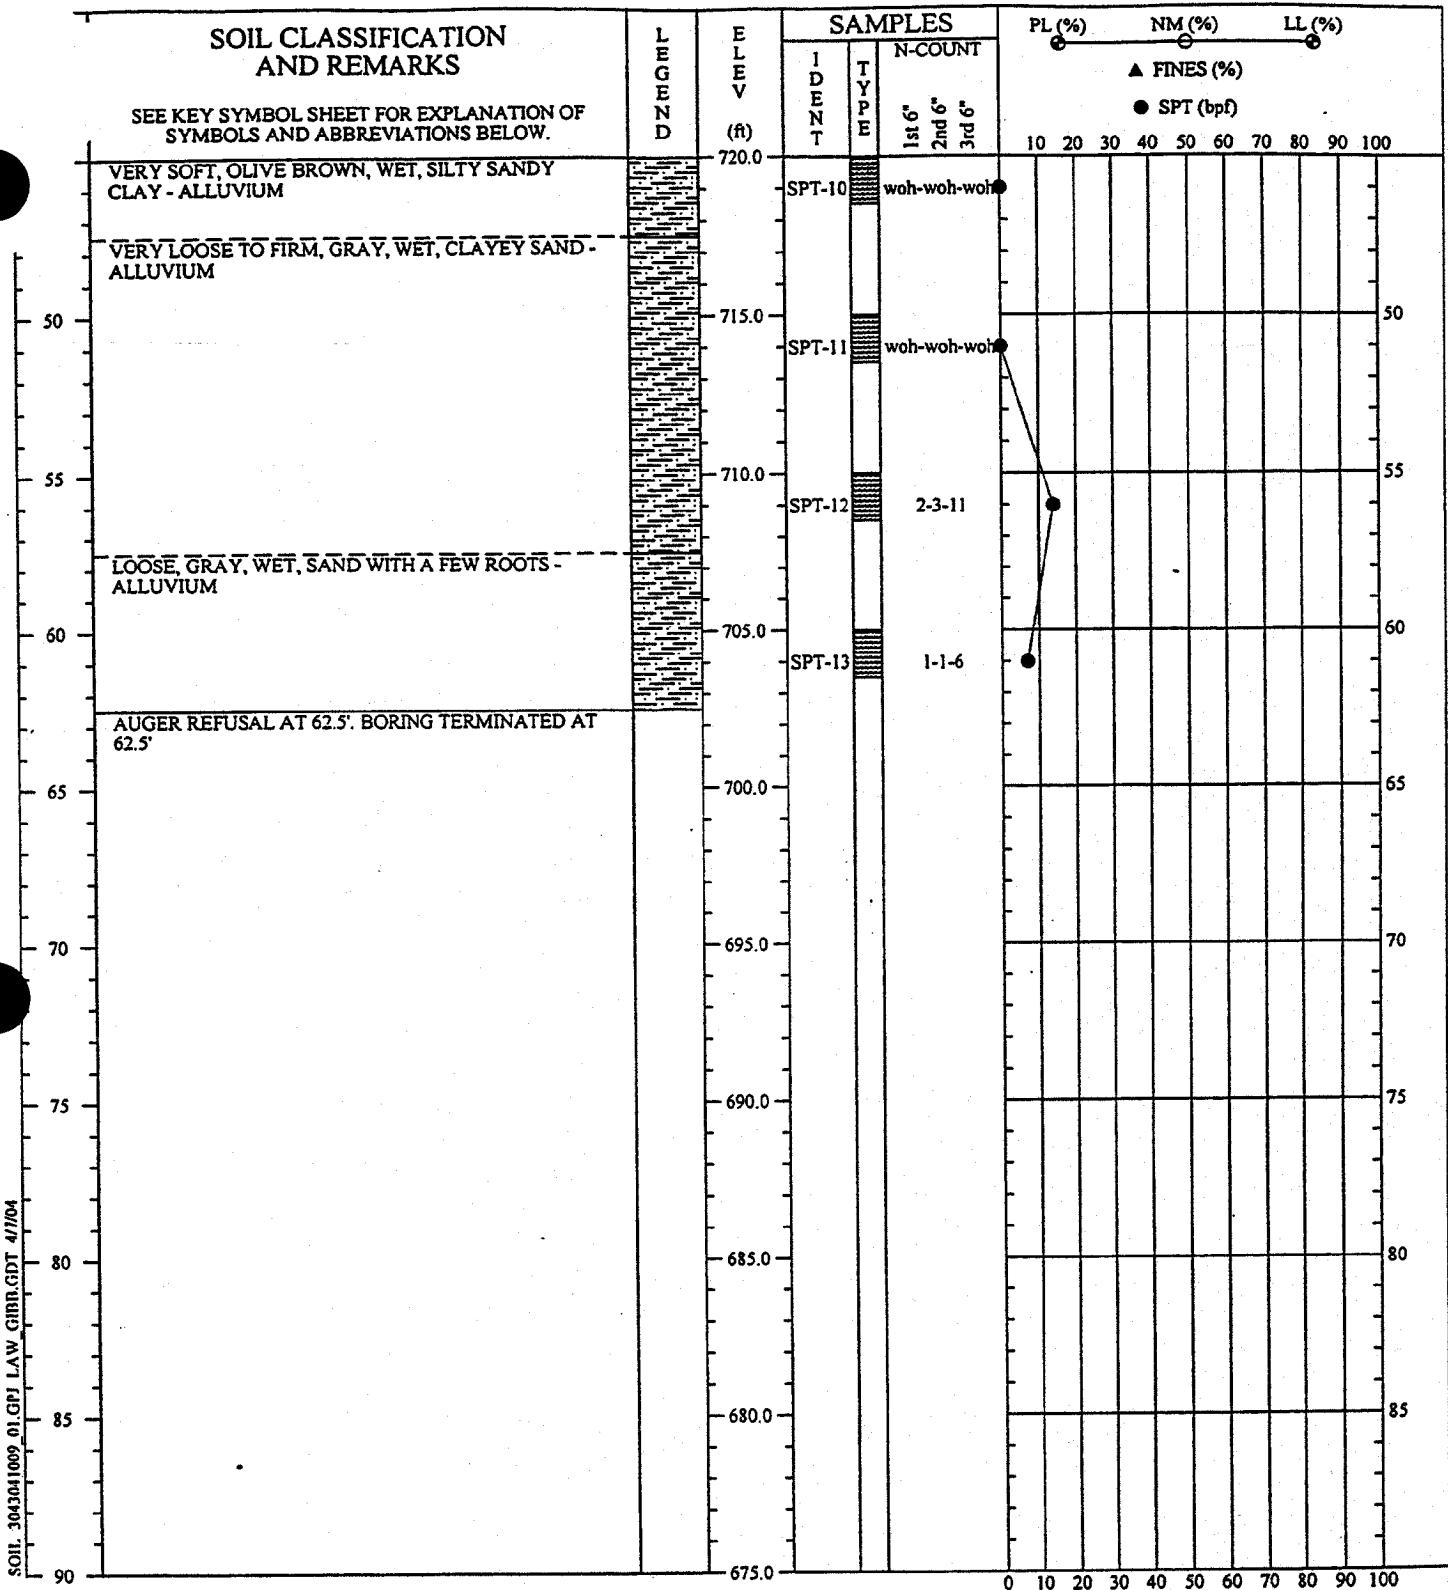 SOIL CLASSIFICATION
AND REMARKS
SEE KEY SYMBOL SHEET FOR EXPLANATION OF
SYMBOLS AND ABBREVIATIONS BELOW.
LEGEND
ELEV
(ft)
SAMPLES
IDENT
TYPE
N-COUNT
1st 6"
2nd 6"
3rd 6"
PL (%) NM (%) LL (%)
▲ FINES (%)
● SPT (bpf)
10 20 30 40 50 60 70 80 90 100
720.0
VERY SOFT, OLIVE BROWN, WET, SILTY SANDY
CLAY - ALLUVIUM
SPT-10 woh-woh-woh
VERY LOOSE TO FIRM, GRAY, WET, CLAYEY SAND -
ALLUVIUM
50 715.0 50
SPT-11 woh-woh-woh
55 710.0 55
SPT-12 2-3-11
LOOSE, GRAY, WET, SAND WITH A FEW ROOTS -
ALLUVIUM
60 705.0 60
SPT-13 1-1-6
AUGER REFUSAL AT 62.5'. BORING TERMINATED AT
62.5'
65 700.0 65
70 695.0 70
75 690.0 75
80 685.0 80
85 680.0 85
90 675.0
0 10 20 30 40 50 60 70 80 90 100
SOIL 3043041009_01.GPJ LAW_GIBB.GDT 4/7/04